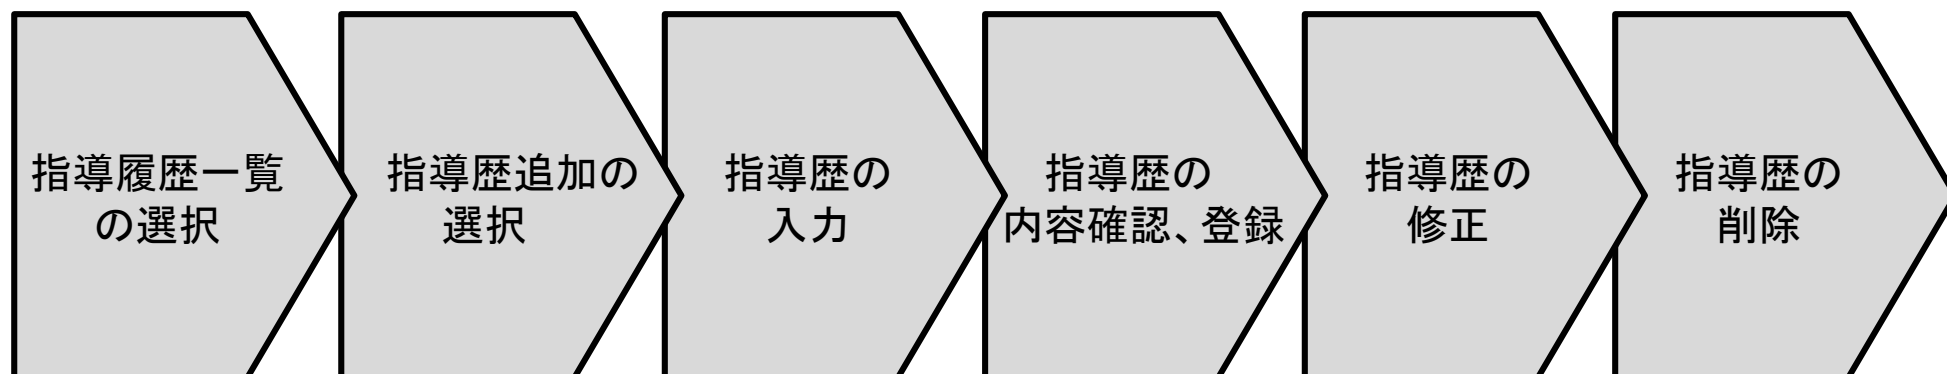 指導履歴一覧
の選択
指導歴追加の
選択
指導歴の
入力
指導歴の
内容確認、登録
指導歴の
修正
指導歴の
削除